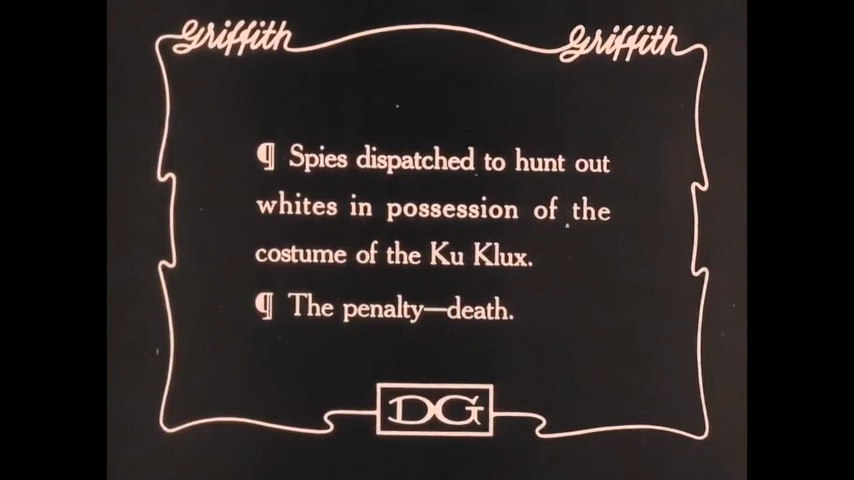 Griffith Griffith
¶ Spies dispatched to hunt out
whites in possession of the
costume of the Ku Klux.
¶ The penalty—death.
DG